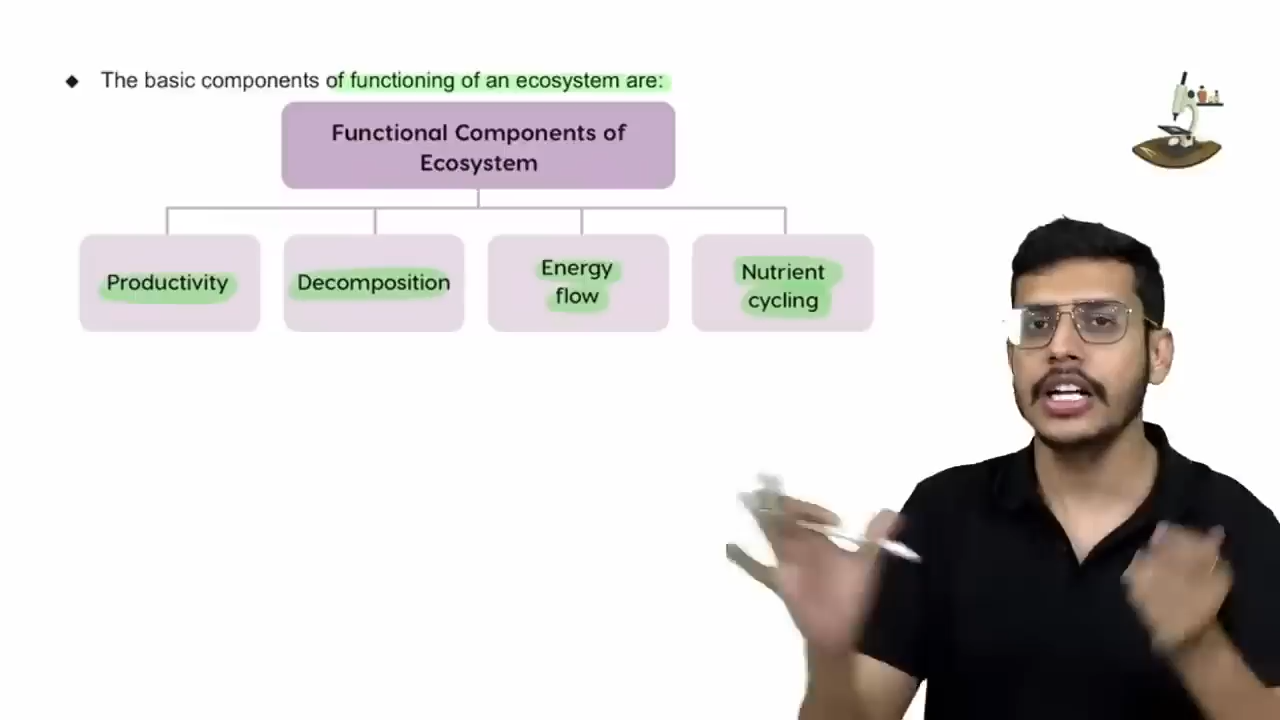 ◆ The basic components of functioning of an ecosystem are:
Functional Components of
Ecosystem
Productivity
Decomposition
Energy
flow
Nutrient
cycling